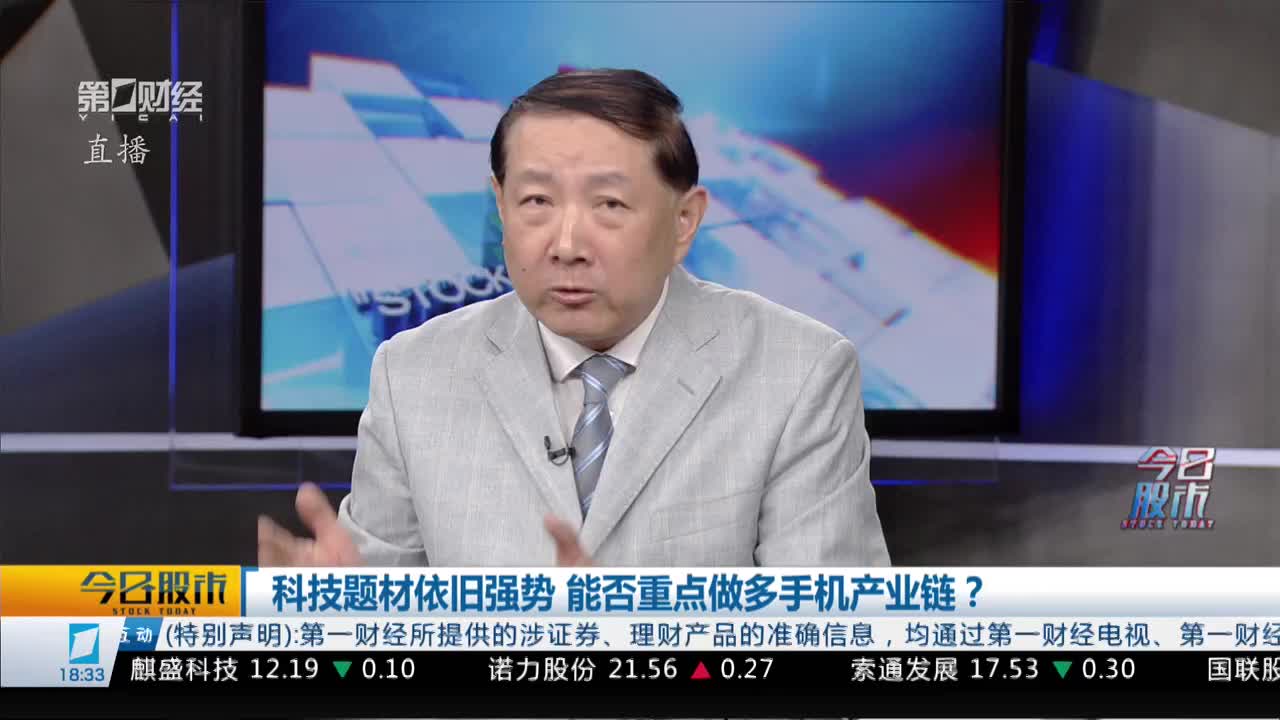 第一财经
YICAI
直播
"STOCK
今日
股市
STOCK TODAY
今日股市
STOCK TODAY
科技题材依旧强势 能否重点做多手机产业链？
互动 (特别声明):第一财经所提供的涉证券、理财产品的准确信息，均通过第一财经电视、第一财经
18:33 麒盛科技 12.19 ▼ 0.10 诺力股份 21.56 ▲ 0.27 索通发展 17.53 ▼ 0.30 国联股